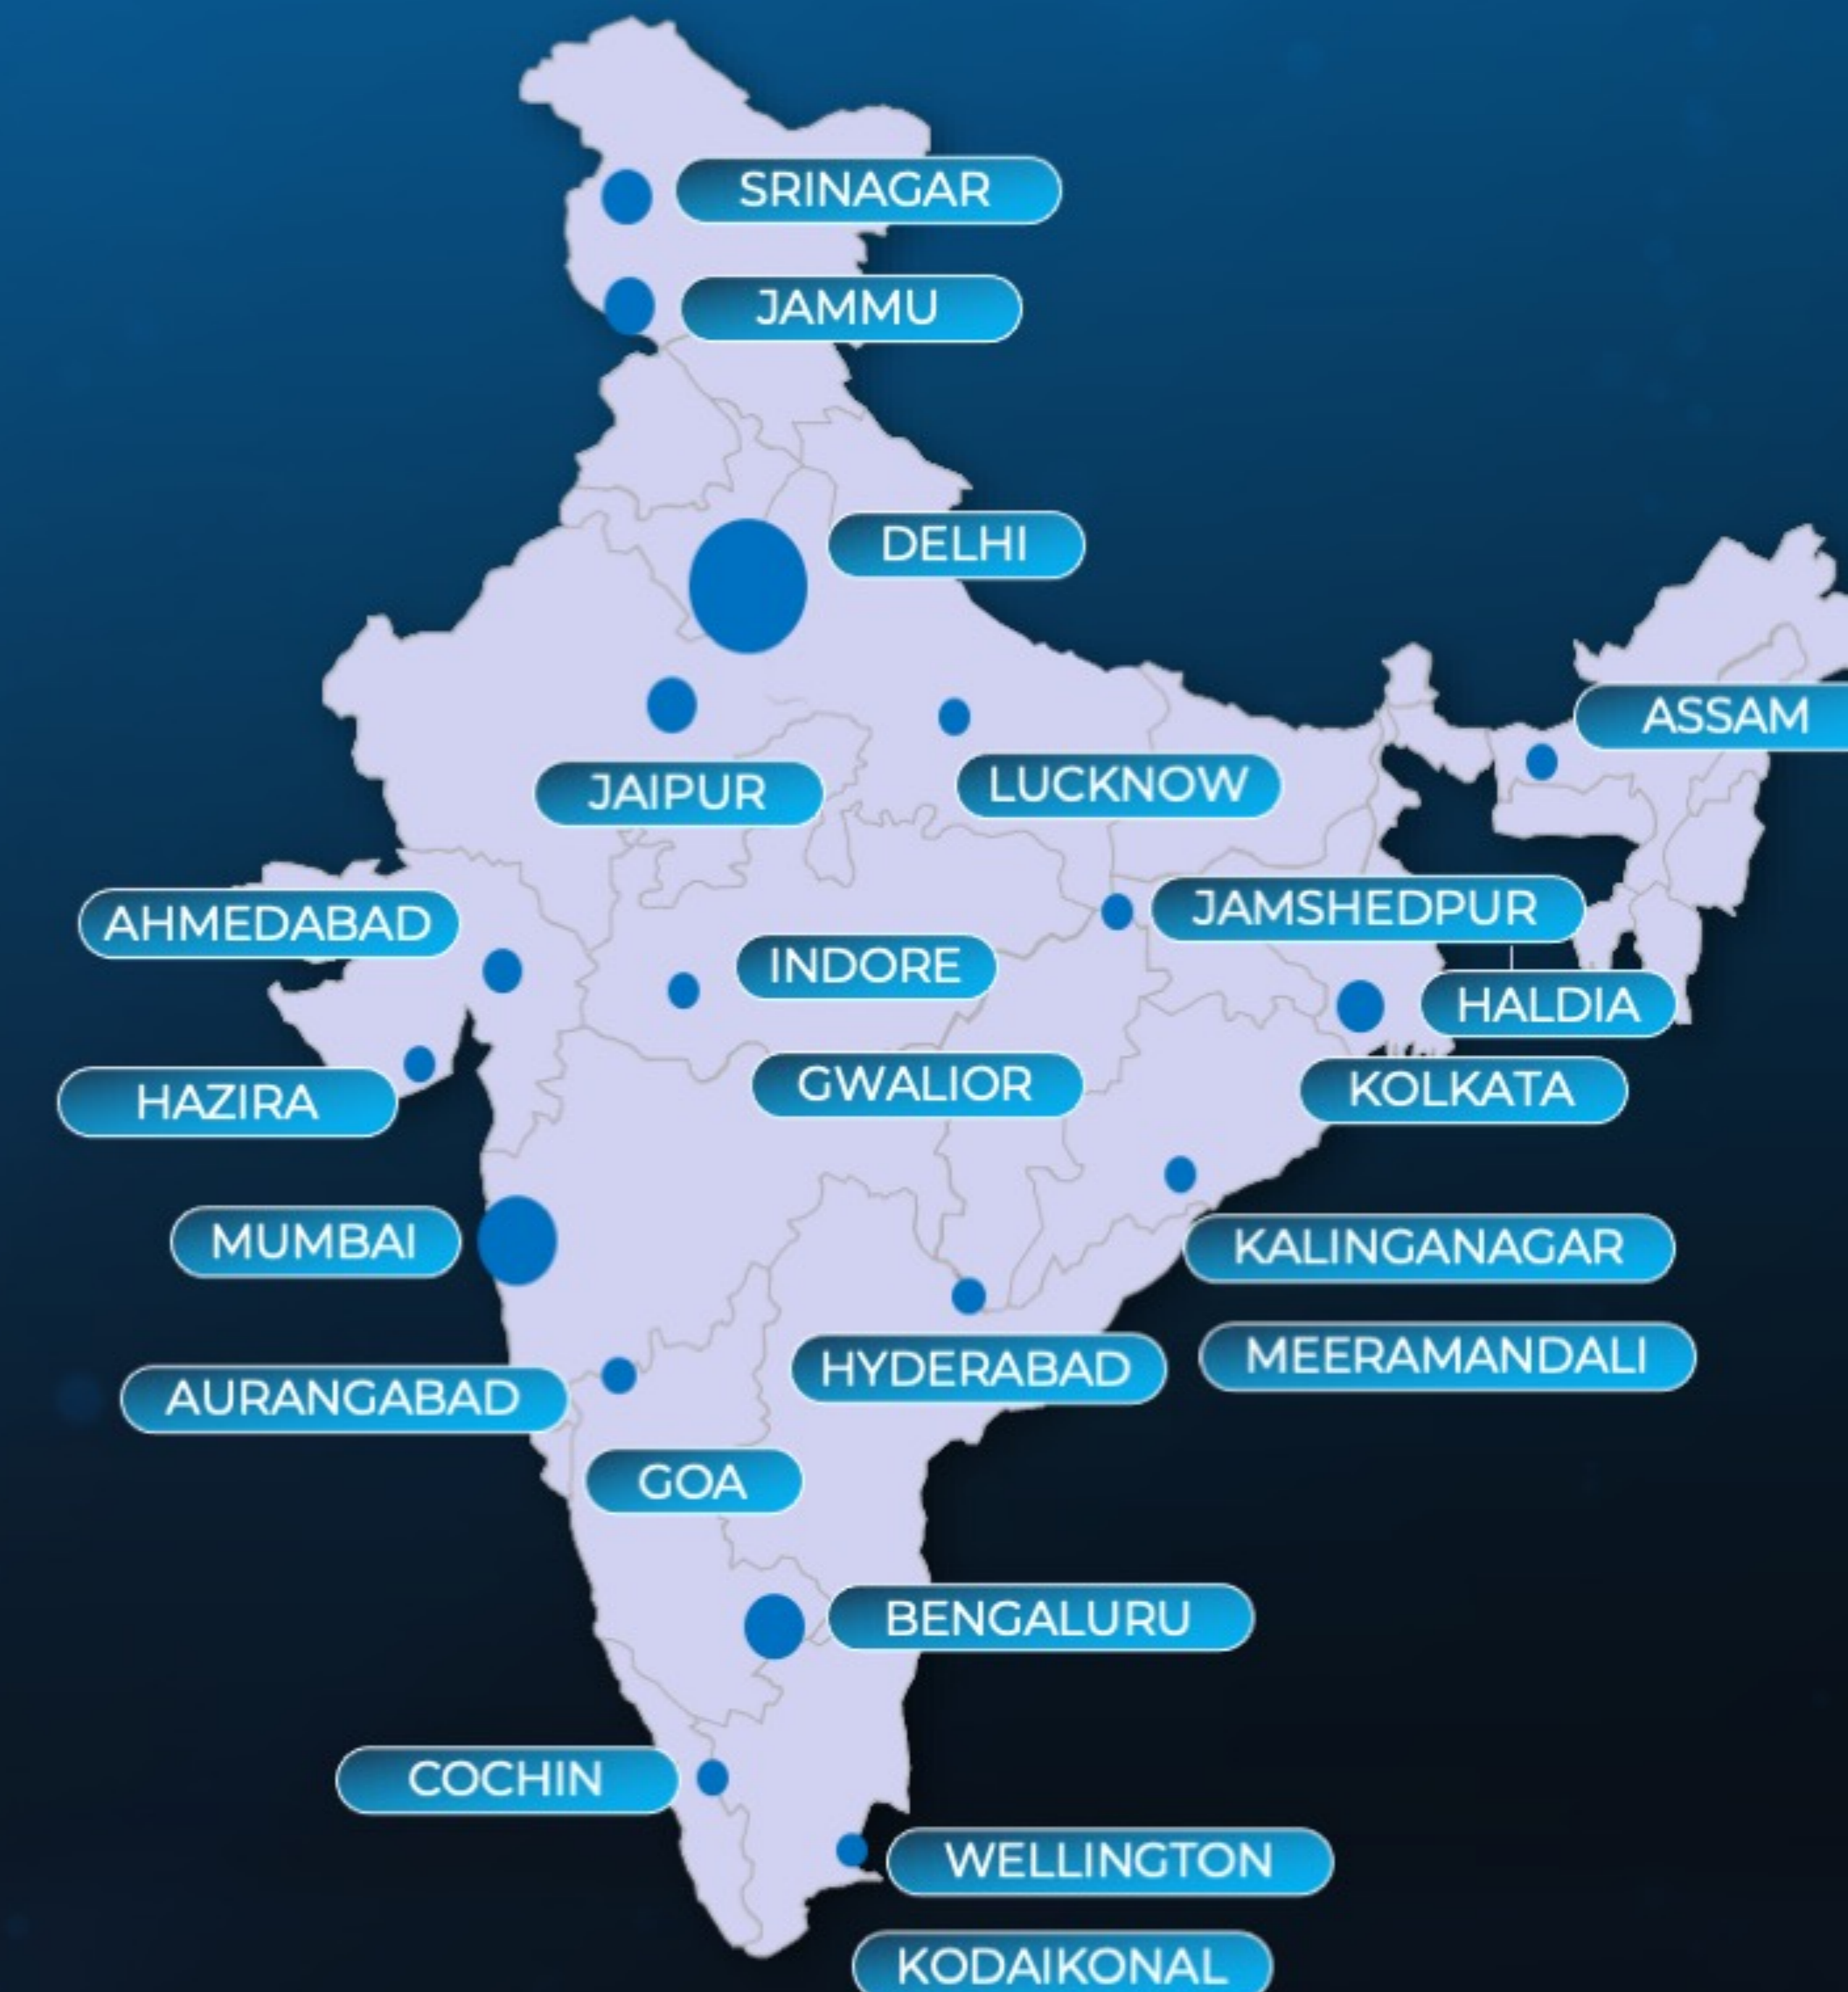 SRINAGAR
JAMMU
DELHI
ASSAM
JAIPUR
LUCKNOW
AHMEDABAD
JAMSHEDPUR
INDORE
HALDIA
HAZIRA
GWALIOR
KOLKATA
MUMBAI
KALINGANAGAR
HYDERABAD
MEERAMANDALI
AURANGABAD
GOA
BENGALURU
COCHIN
WELLINGTON
KODAIKONAL